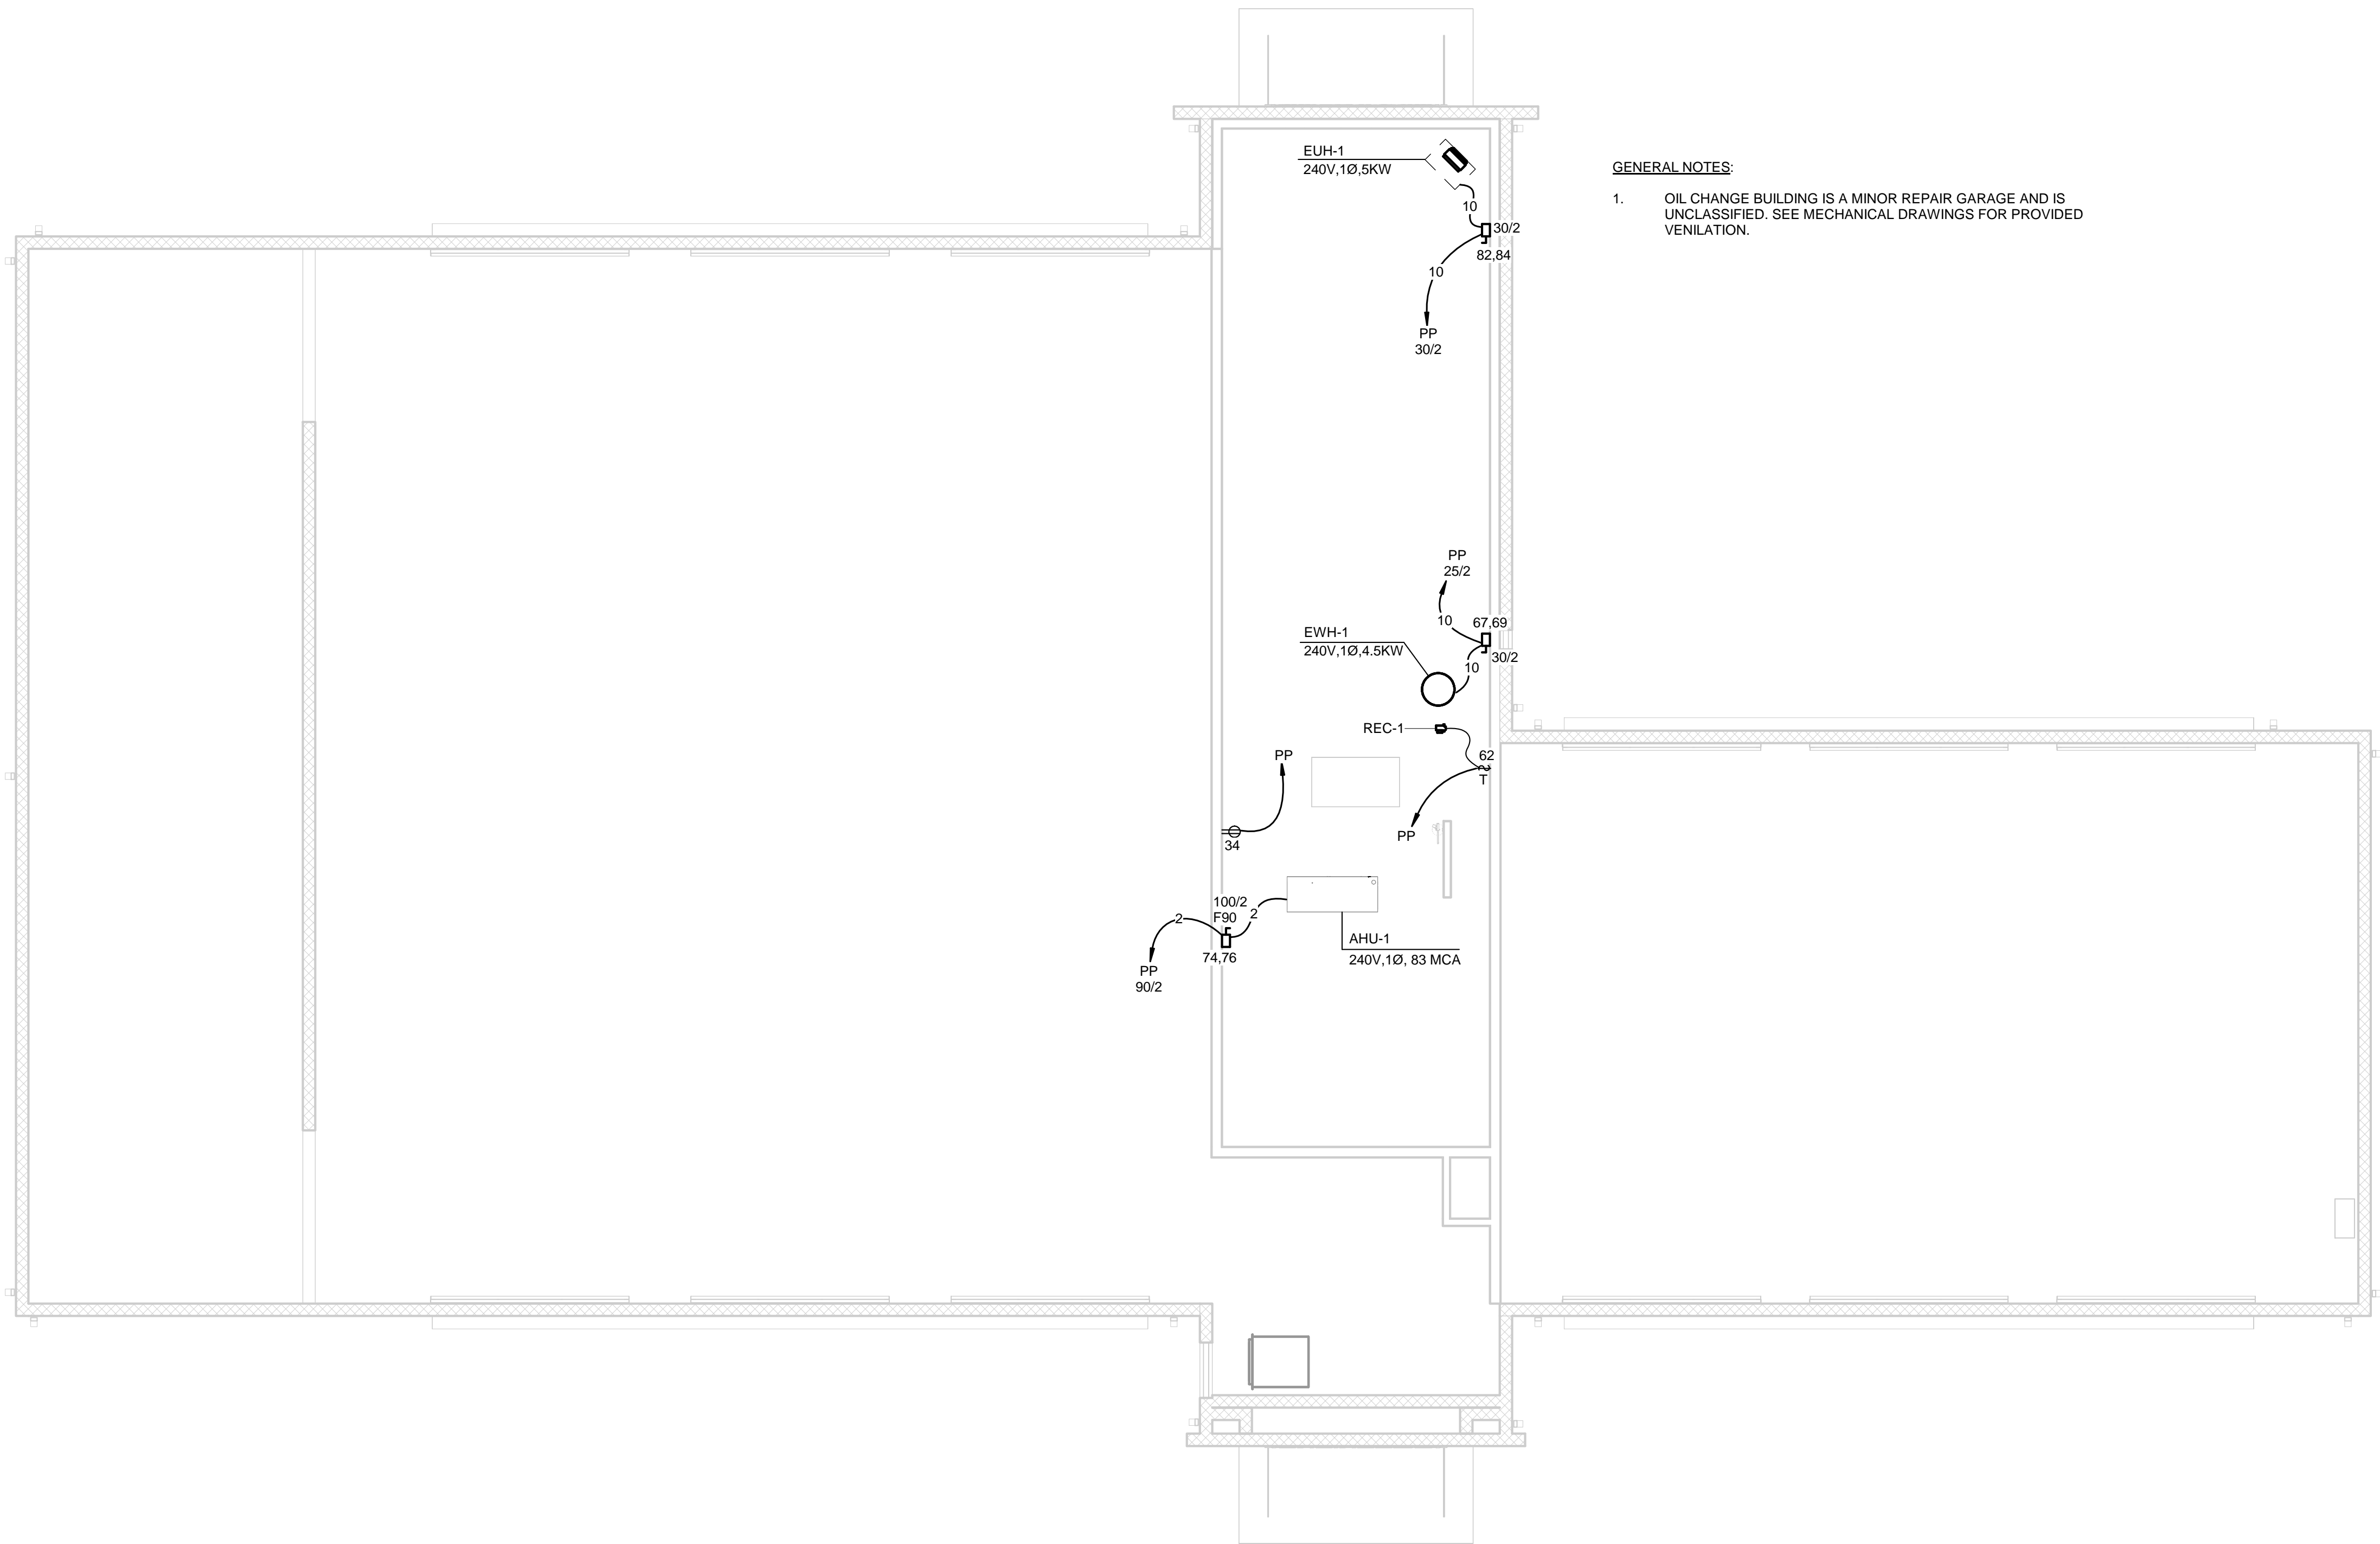 EUH-1
240V,1Ø,5KW
GENERAL NOTES:
1. OIL CHANGE BUILDING IS A MINOR REPAIR GARAGE AND IS
UNCLASSIFIED. SEE MECHANICAL DRAWINGS FOR PROVIDED
VENILATION.
10
30/2
82,84
10
PP
30/2
PP
25/2
10
67,69
EWH-1
240V,1Ø,4.5KW
30/2
10
REC-1
62
T
PP
PP
34
100/2
F90
2
2
74,76
AHU-1
240V,1Ø, 83 MCA
PP
90/2